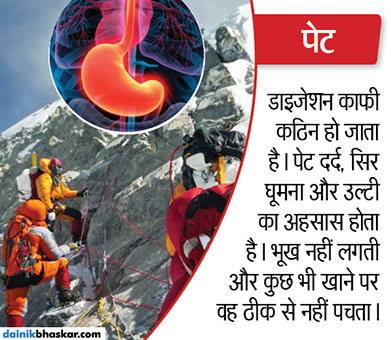 पेट
डाइजेशन काफी
कठिन हो जाता
है। पेट दर्द, सिर
घूमना और उल्टी
का अहसास होता
है। भूख नहीं लगती
और कुछ भी खाने पर
वह ठीक से नहीं पचता।
dainikbhaskar.com